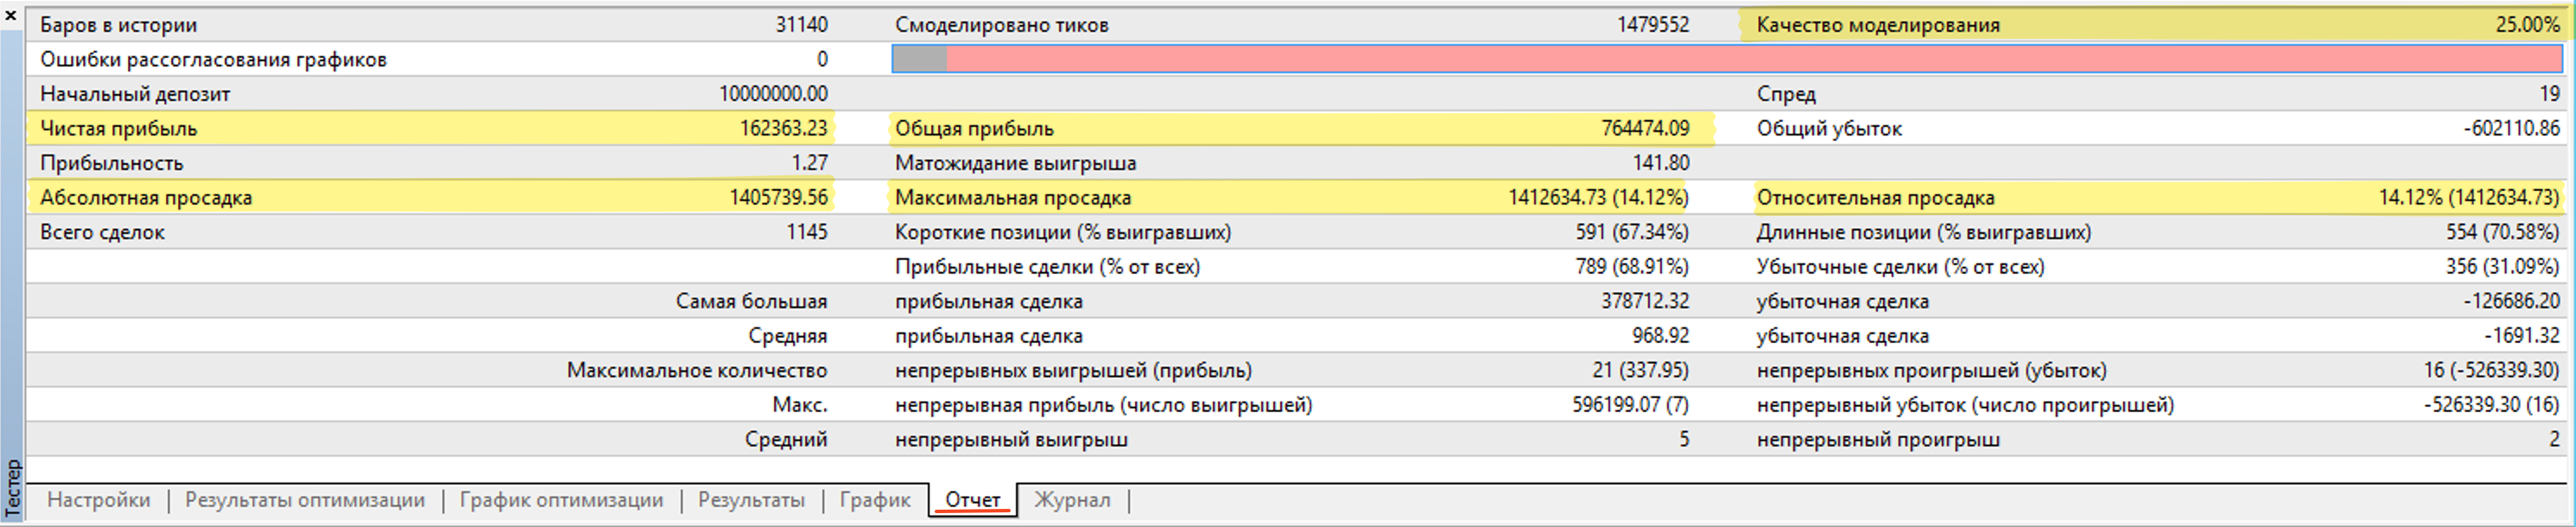 Баров в истории 31140 Смоделировано тиков 1479552 Качество моделирования 25.00%
Ошибки рассогласования графиков 0
Начальный депозит 10000000.00 Спред 19
Чистая прибыль 162363.23 Общая прибыль 764474.09 Общий убыток -602110.86
Прибыльность 1.27 Матожидание выигрыша 141.80
Абсолютная просадка 1405739.56 Максимальная просадка 1412634.73 (14.12%) Относительная просадка 14.12% (1412634.73)
Всего сделок 1145 Короткие позиции (% выигравших) 591 (67.34%) Длинные позиции (% выигравших) 554 (70.58%)
Прибыльные сделки (% от всех) 789 (68.91%) Убыточные сделки (% от всех) 356 (31.09%)
Самая большая прибыльная сделка 378712.32 убыточная сделка -126686.20
Средняя прибыльная сделка 968.92 убыточная сделка -1691.32
Максимальное количество непрерывных выигрышей (прибыль) 21 (337.95) непрерывных проигрышей (убыток) 16 (-526339.30)
Макс. непрерывная прибыль (число выигрышей) 596199.07 (7) непрерывный убыток (число проигрышей) -526339.30 (16)
Средний непрерывный выигрыш 5 непрерывный проигрыш 2
Тестер
Настройки | Результаты оптимизации | График оптимизации | Результаты | График | Отчет | Журнал |